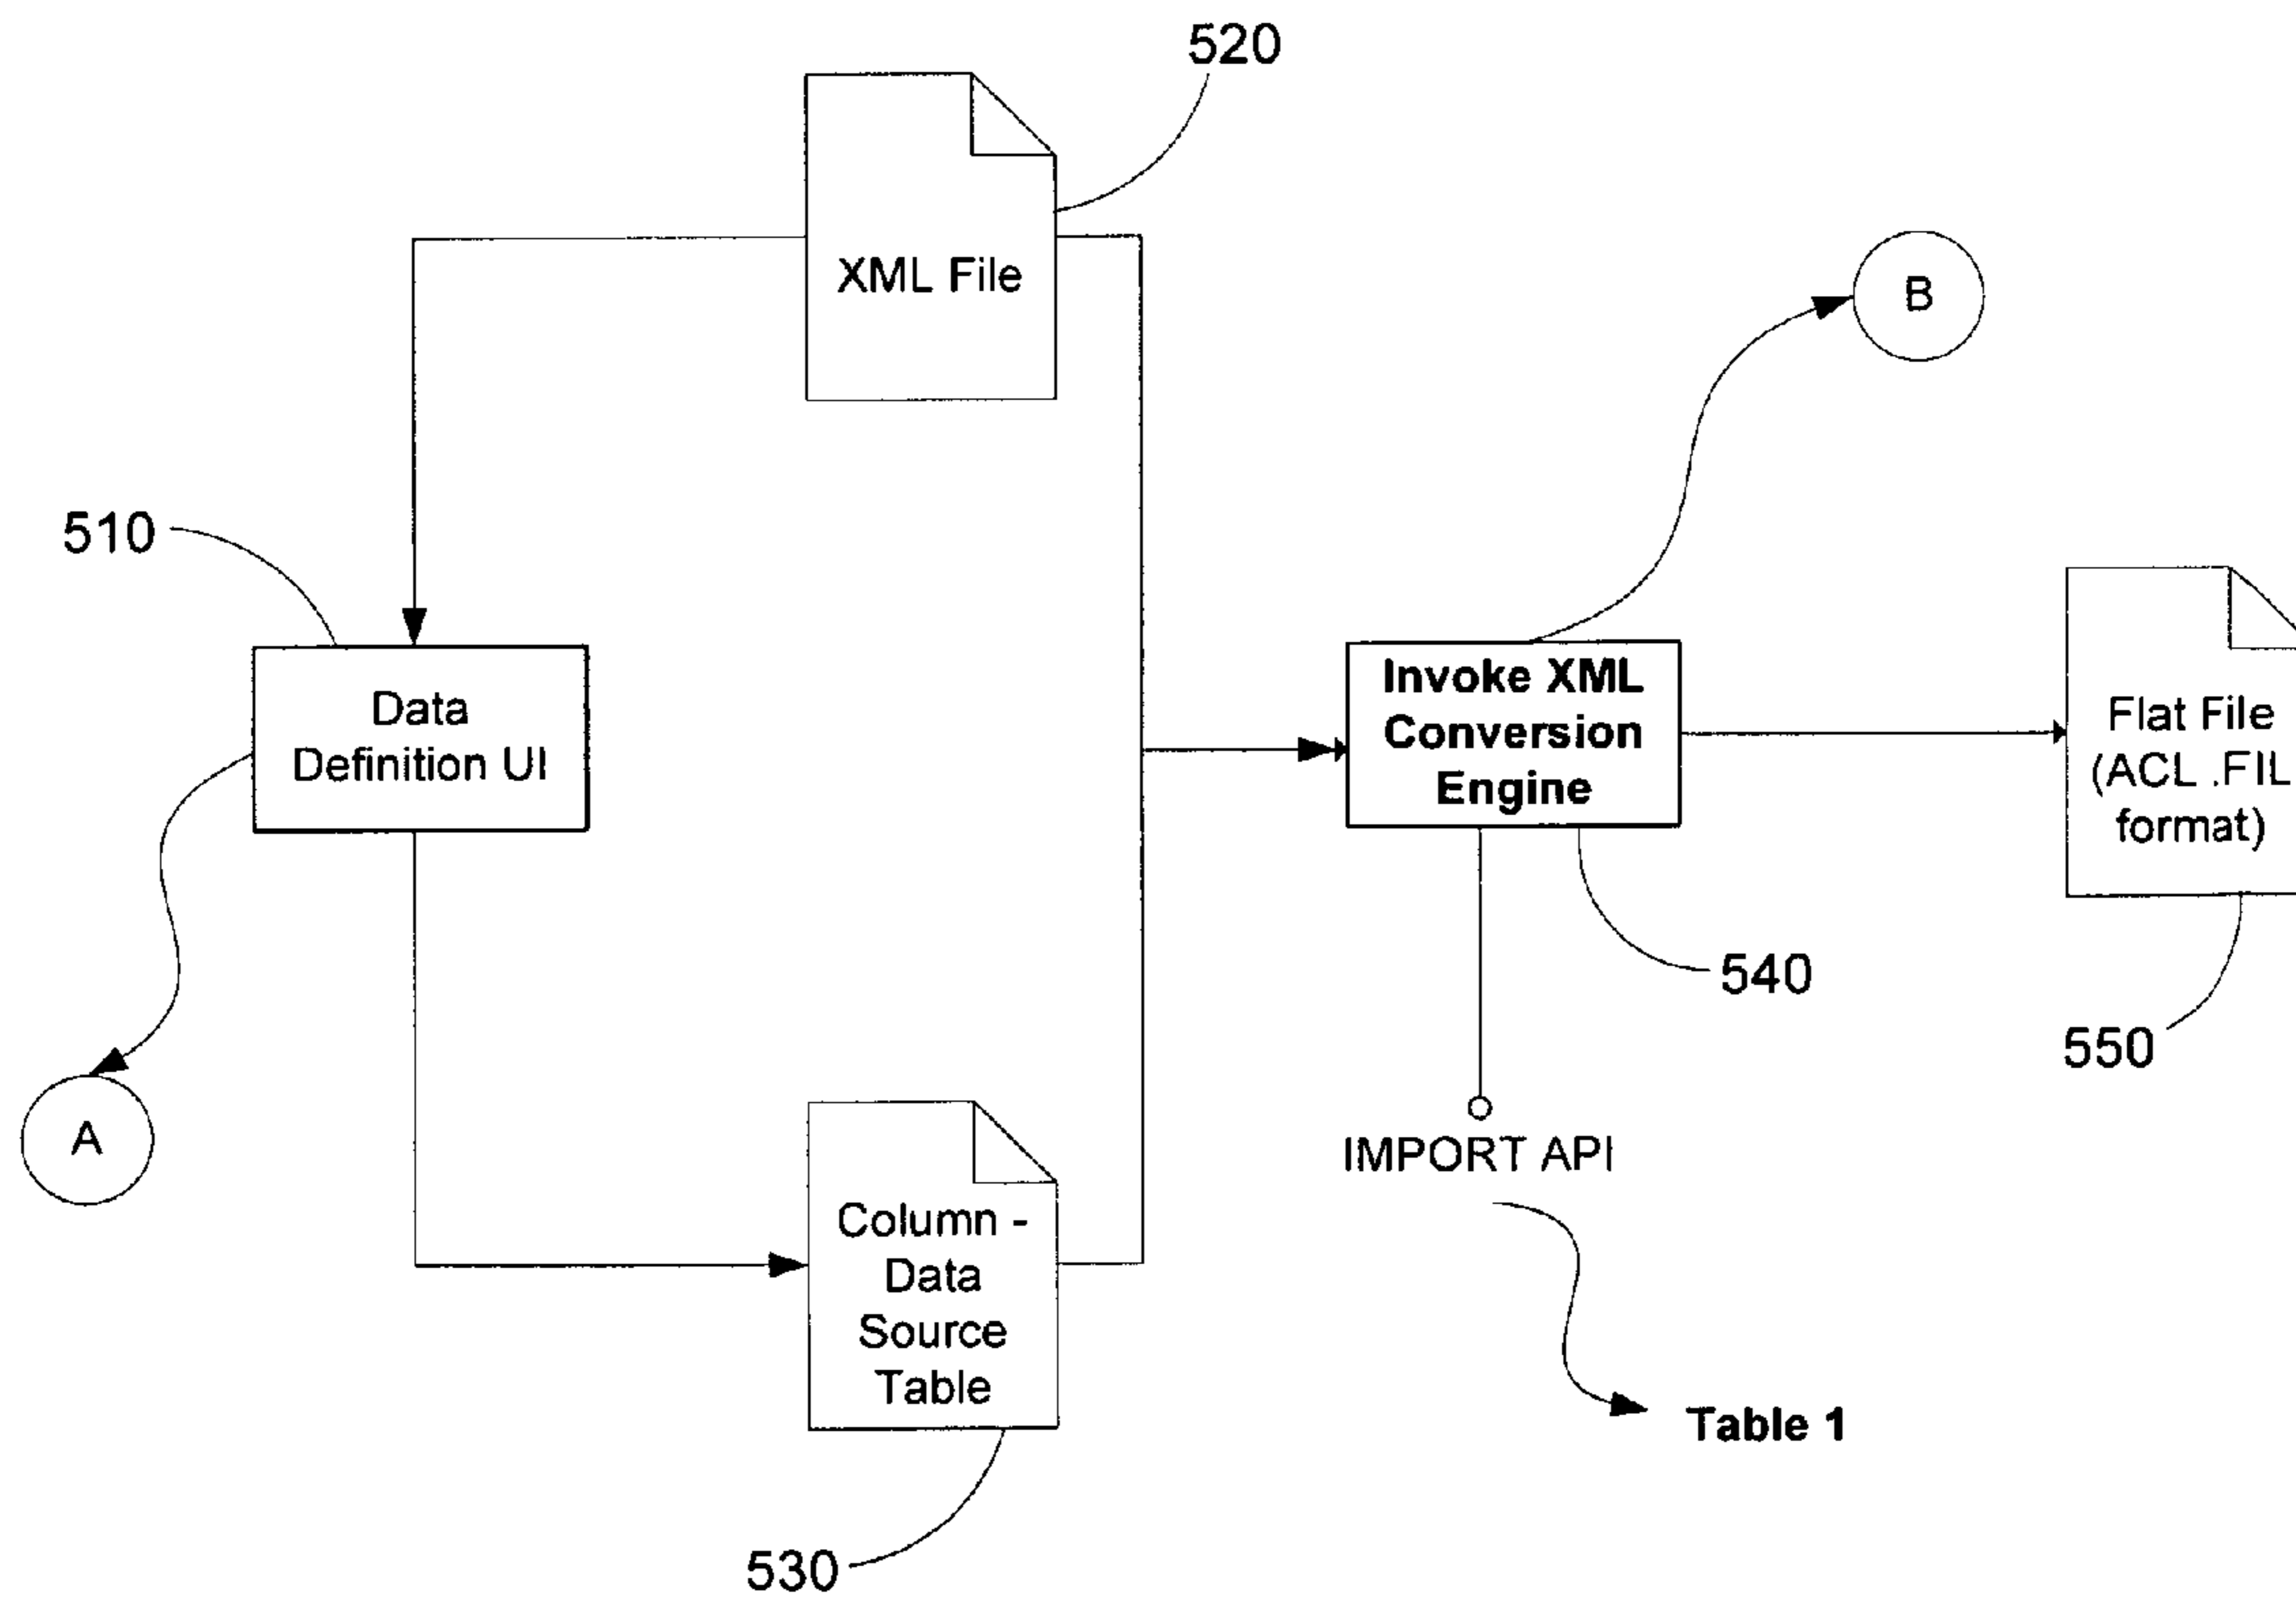 520
XML File
B
510
Data
Definition UI
Invoke XML
Conversion
Engine
Flat File
(ACL .FIL
format)
540
550
A
IMPORT API
Column -
Data
Source
Table
Table 1
530